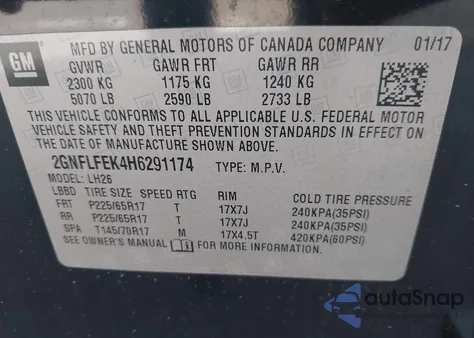 GM
MFD BY GENERAL MOTORS OF CANADA COMPANY 01/17
GVWR GAWR FRT GAWR RR
2300 KG 1175 KG 1240 KG
5070 LB 2590 LB 2733 LB
THIS VEHICLE CONFORMS TO ALL APPLICABLE U.S. FEDERAL MOTOR
VEHICLE SAFETY AND THEFT PREVENTION STANDARDS IN EFFECT ON
THE DATE OF MANUFACTURE SHOWN ABOVE.
2GNFLFEK4H6291174 TYPE: M.P.V.
MODEL: LH26
LBBD TIRE SIZE SPEED RTG RIM COLD TIRE PRESSURE
FRT P225/65R17 T 17X7J 240KPA(35PSI)
RR P225/65R17 T 17X7J 240KPA(35PSI)
SP T145/70R17 M 17X4.5T 420KPA(60PSI)
SEE OWNER'S MANUAL FOR MORE INFORMATION
autoSnap